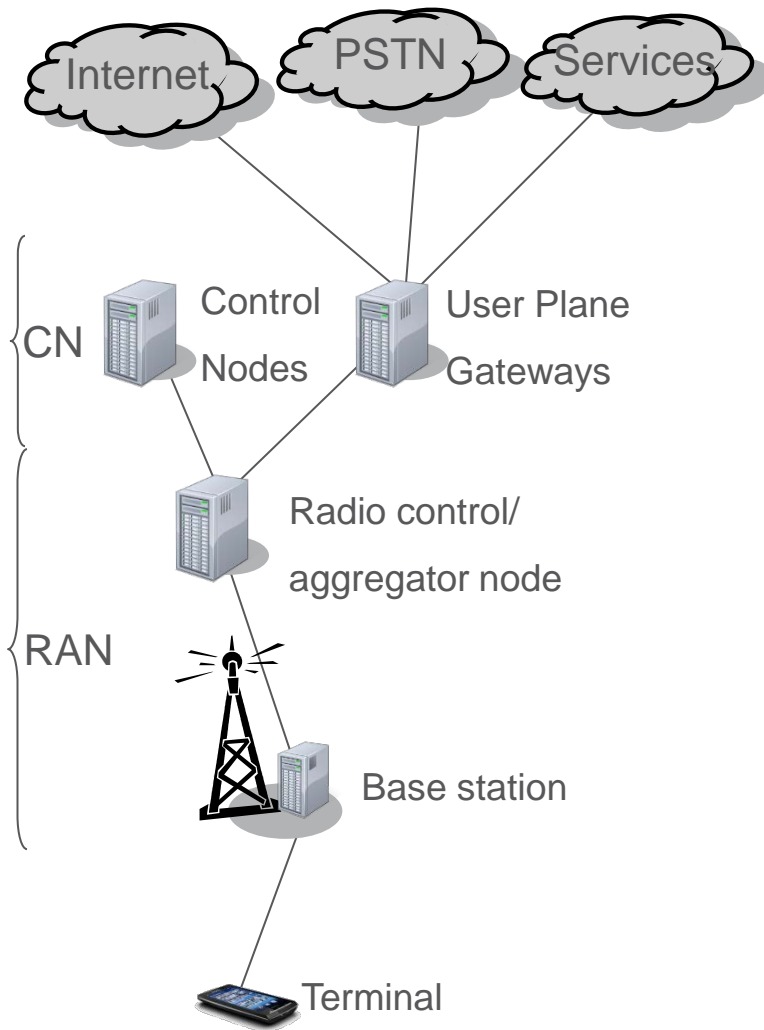 Internet
PSTN
Services
CN
Control
Nodes
User Plane
Gateways
RAN
Radio control/
aggregator node
Base station
Terminal